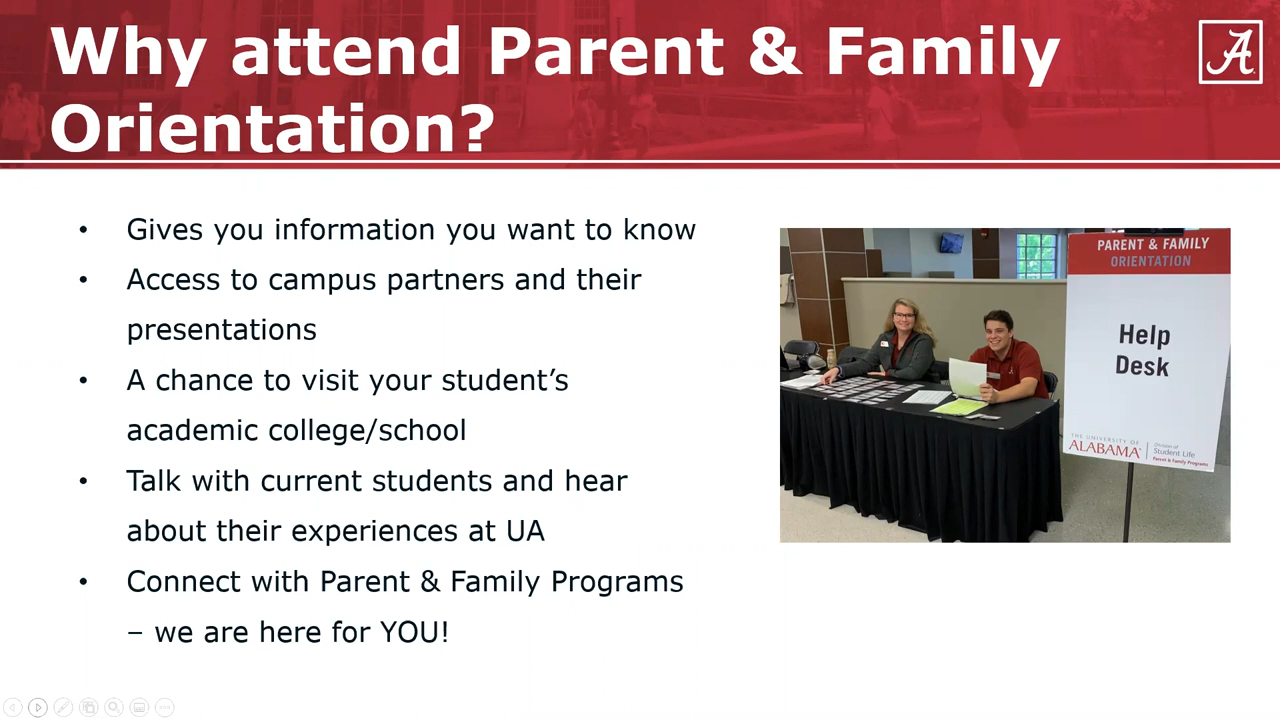 Why attend Parent & Family
Orientation?
A
• Gives you information you want to know
• Access to campus partners and their
presentations
• A chance to visit your student’s
academic college/school
• Talk with current students and hear
about their experiences at UA
• Connect with Parent & Family Programs
– we are here for YOU!
PARENT & FAMILY
ORIENTATION
Help
Desk
THE UNIVERSITY OF
ALABAMA
Division of
Student Life
Parent & Family Programs